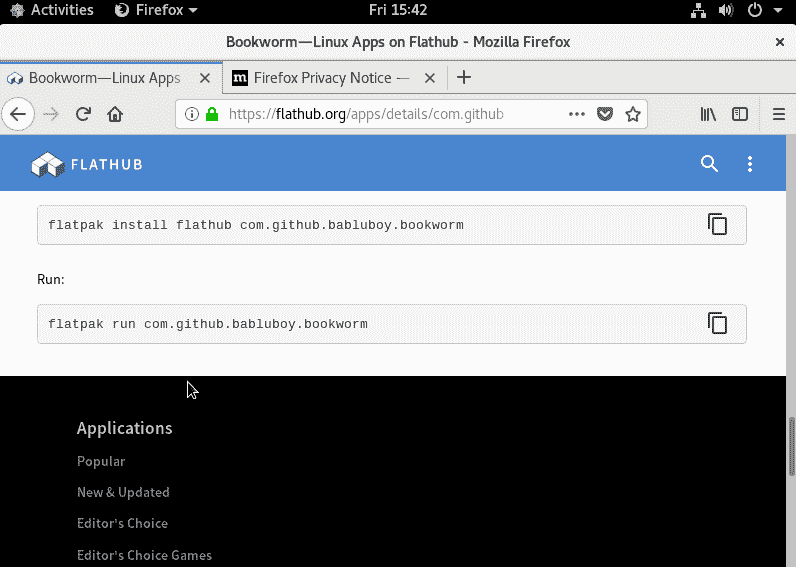 Activities Firefox Fri 15:42
Bookworm—Linux Apps on Flathub - Mozilla Firefox
Bookworm—Linux Apps m Firefox Privacy Notice —
https://flathub.org/apps/details/com.github
FLATHUB
flatpak install flathub com.github.babluboy.bookworm
Run:
flatpak run com.github.babluboy.bookworm
Applications
Popular
New & Updated
Editor's Choice
Editor's Choice Games